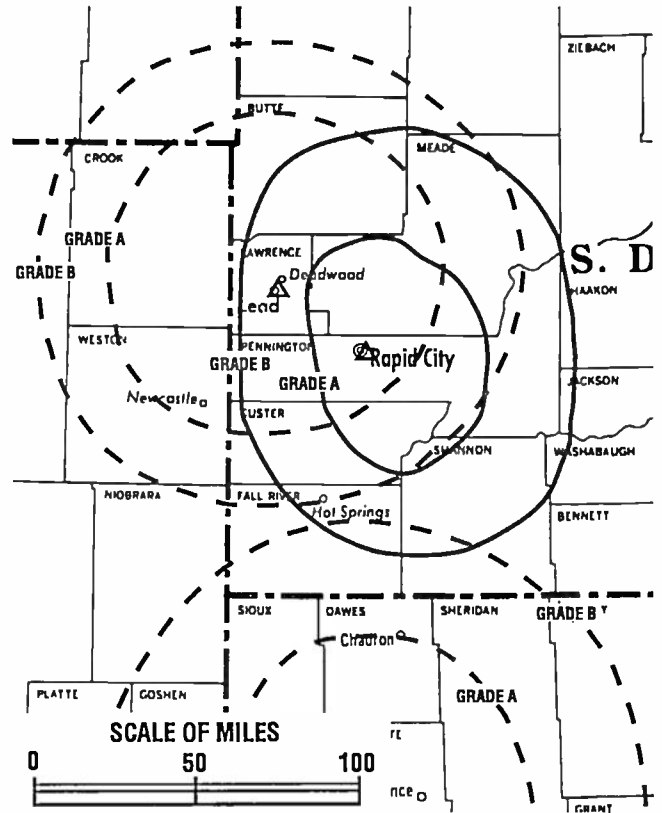 ZIEBACH
BUTTE
MEADE
CROOK
GRADE A
GRADE B
LAWRENCE
Deadwood
S. D
HAAKON
Lead
WESTON
PENNINGTON
Rapid City
GRADE B
GRADE A
JACKSON
Newcastle
CUSTER
SHANNON
WASHABAUGH
NIOBRARA
FALL RIVER
Hot Springs
BENNETT
SIOUX
DAWES
SHERIDAN
GRADE B
Chadron
GRADE A
PLATTE
GOSHEN
SCALE OF MILES
0 50 100
nce
GRANT